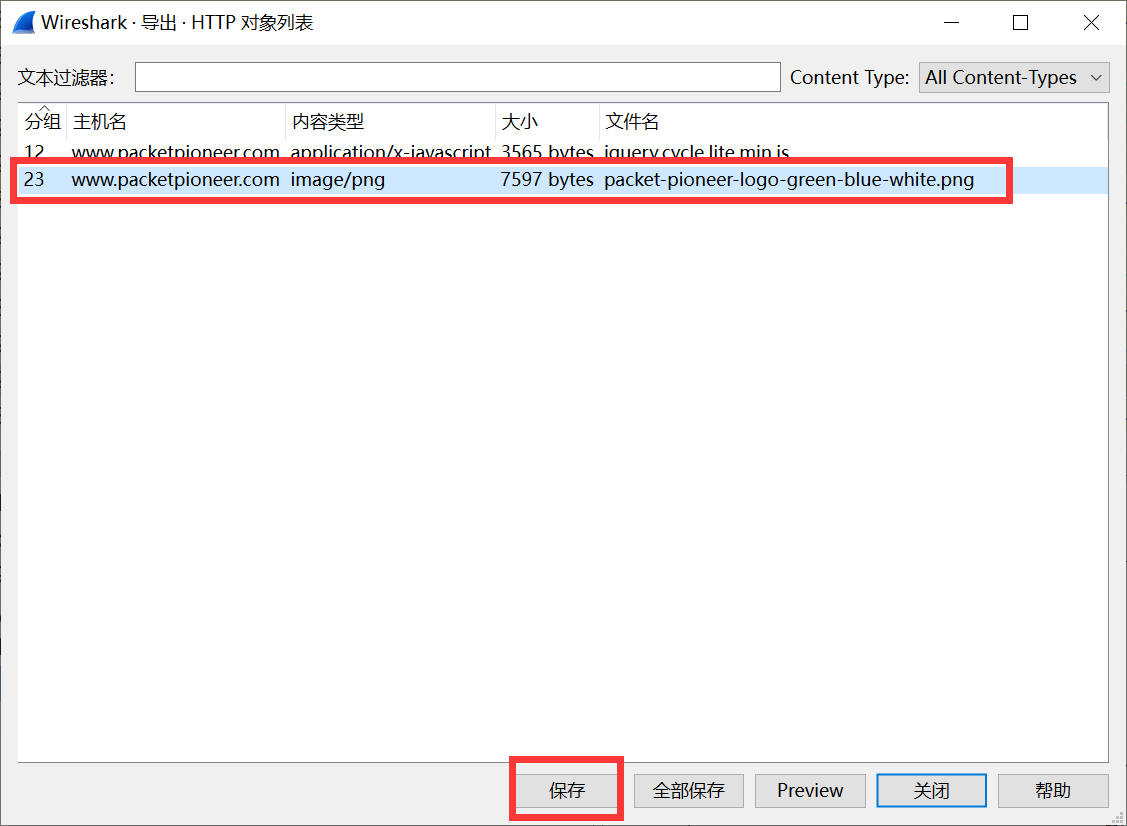 Wireshark · 导出 · HTTP 对象列表
文本过滤器： Content Type: All Content-Types
分组 主机名 内容类型 大小 文件名
12 www.packetpioneer.com application/x-javascript 3565 bytes jquery.cycle.lite.min.js
23 www.packetpioneer.com image/png 7597 bytes packet-pioneer-logo-green-blue-white.png
保存 全部保存 Preview 关闭 帮助